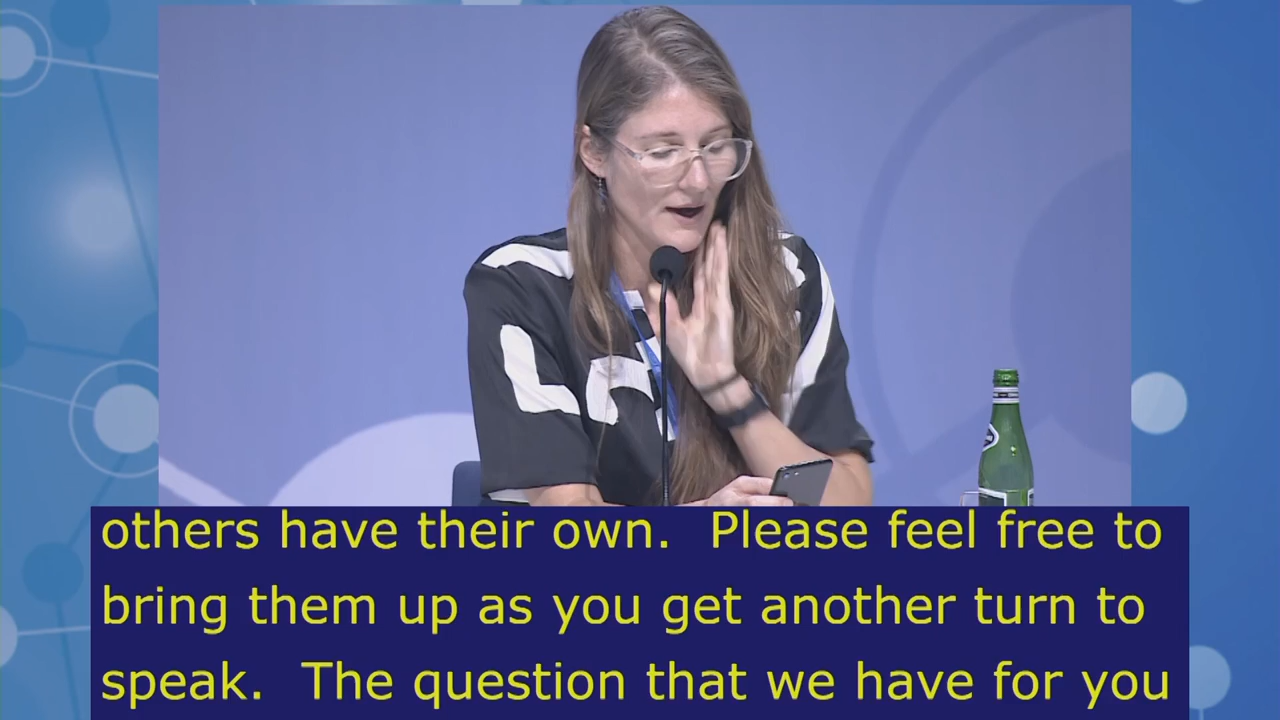 others have their own.  Please feel free to
bring them up as you get another turn to
speak.  The question that we have for you